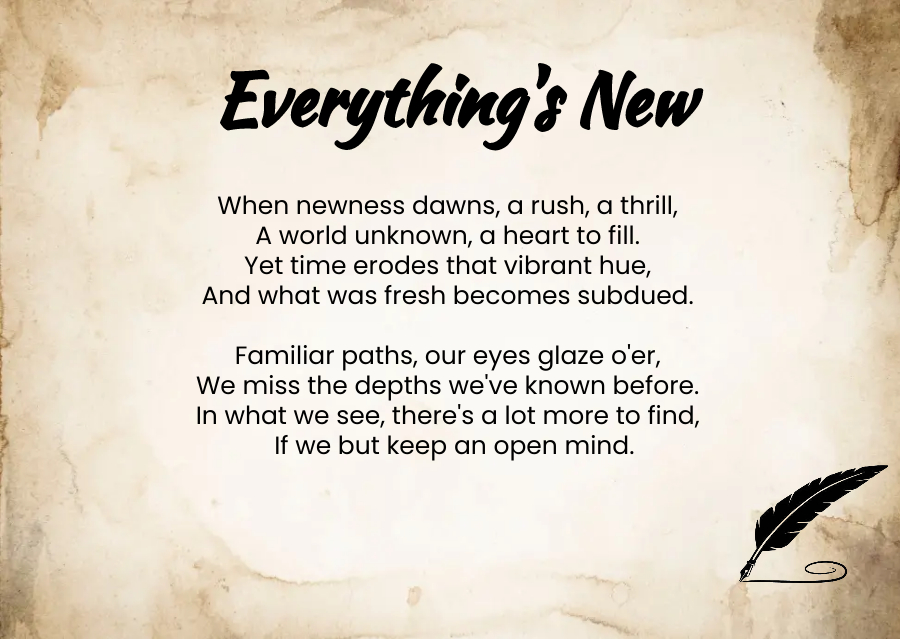 Everything's New
When newness dawns, a rush, a thrill,
A world unknown, a heart to fill.
Yet time erodes that vibrant hue,
And what was fresh becomes subdued.
Familiar paths, our eyes glaze o'er,
We miss the depths we've known before.
In what we see, there's a lot more to find,
If we but keep an open mind.